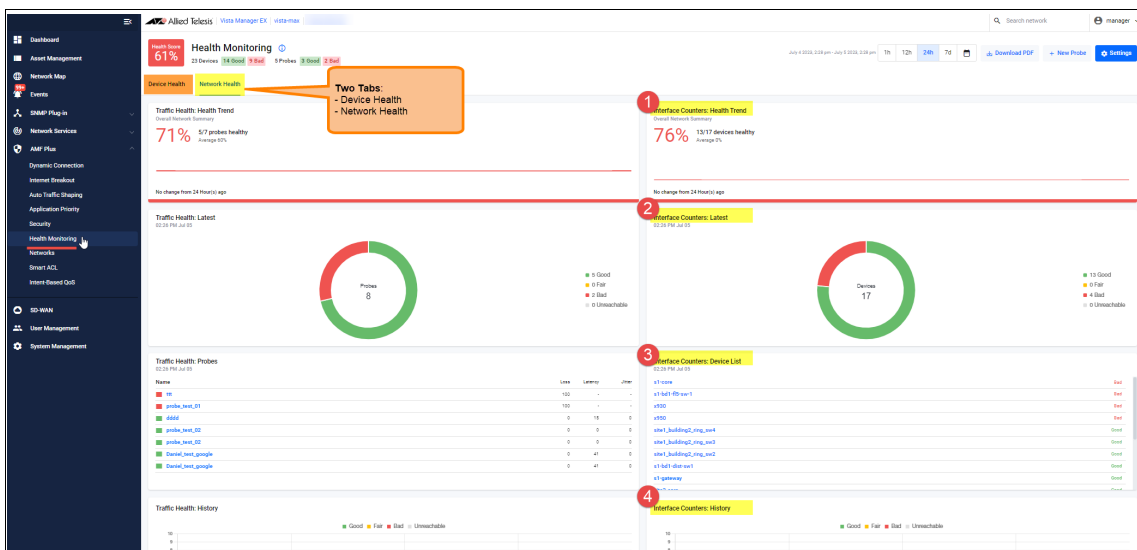 Allied Telesis Vista Manager EX vista-max
Search network
manager
Dashboard
Asset Management
Network Map
99+
Events
SNMP Plug-in
Network Services
AMF Plus
Dynamic Connection
Internet Breakout
Auto Traffic Shaping
Application Priority
Security
Health Monitoring
Networks
Smart ACL
Intent-Based QoS
SD-WAN
User Management
System Management
Health Score
61%
Health Monitoring
23 Devices 14 Good 9 Bad 5 Probes 3 Good 2 Bad
1h 12h 24h 7d
Download PDF
+ New Probe
Settings
Device Health Network Health
Two Tabs:
- Device Health
- Network Health
Traffic Health: Health Trend
Overall Network Summary
71% 5/7 probes healthy
Average 60%
No change from 24 Hour(s) ago
1
Interface Counters: Health Trend
Overall Network Summary
76% 13/17 devices healthy
Average 0%
No change from 24 Hour(s) ago
Traffic Health: Latest
02:26 PM Jul 05
Probes
8
5 Good
0 Fair
2 Bad
0 Unreachable
2
Interface Counters: Latest
02:26 PM Jul 05
Devices
17
13 Good
0 Fair
4 Bad
0 Unreachable
Traffic Health: Probes
02:26 PM Jul 05
Name Loss Latency Jitter
ttt 100 - -
probe_test_01 100 - -
dddd 0 15 0
probe_test_02 0 0 0
probe_test_02 0 0 0
Daniel_test_google 0 41 0
Daniel_test_google 0 41 0
3
Interface Counters: Device List
02:26 PM Jul 05
s1-core Bad
s1-bd1-fl5-sw-1 Bad
x930 Bad
x950 Bad
site1_building2_ring_sw4 Good
site1_building2_ring_sw3 Good
site1_building2_ring_sw2 Good
s1-bd1-dist-sw1 Good
s1-gateway Good
Traffic Health: History
Good Fair Bad Unreachable
10
9
4
Interface Counters: History
Good Fair Bad Unreachable
10
9